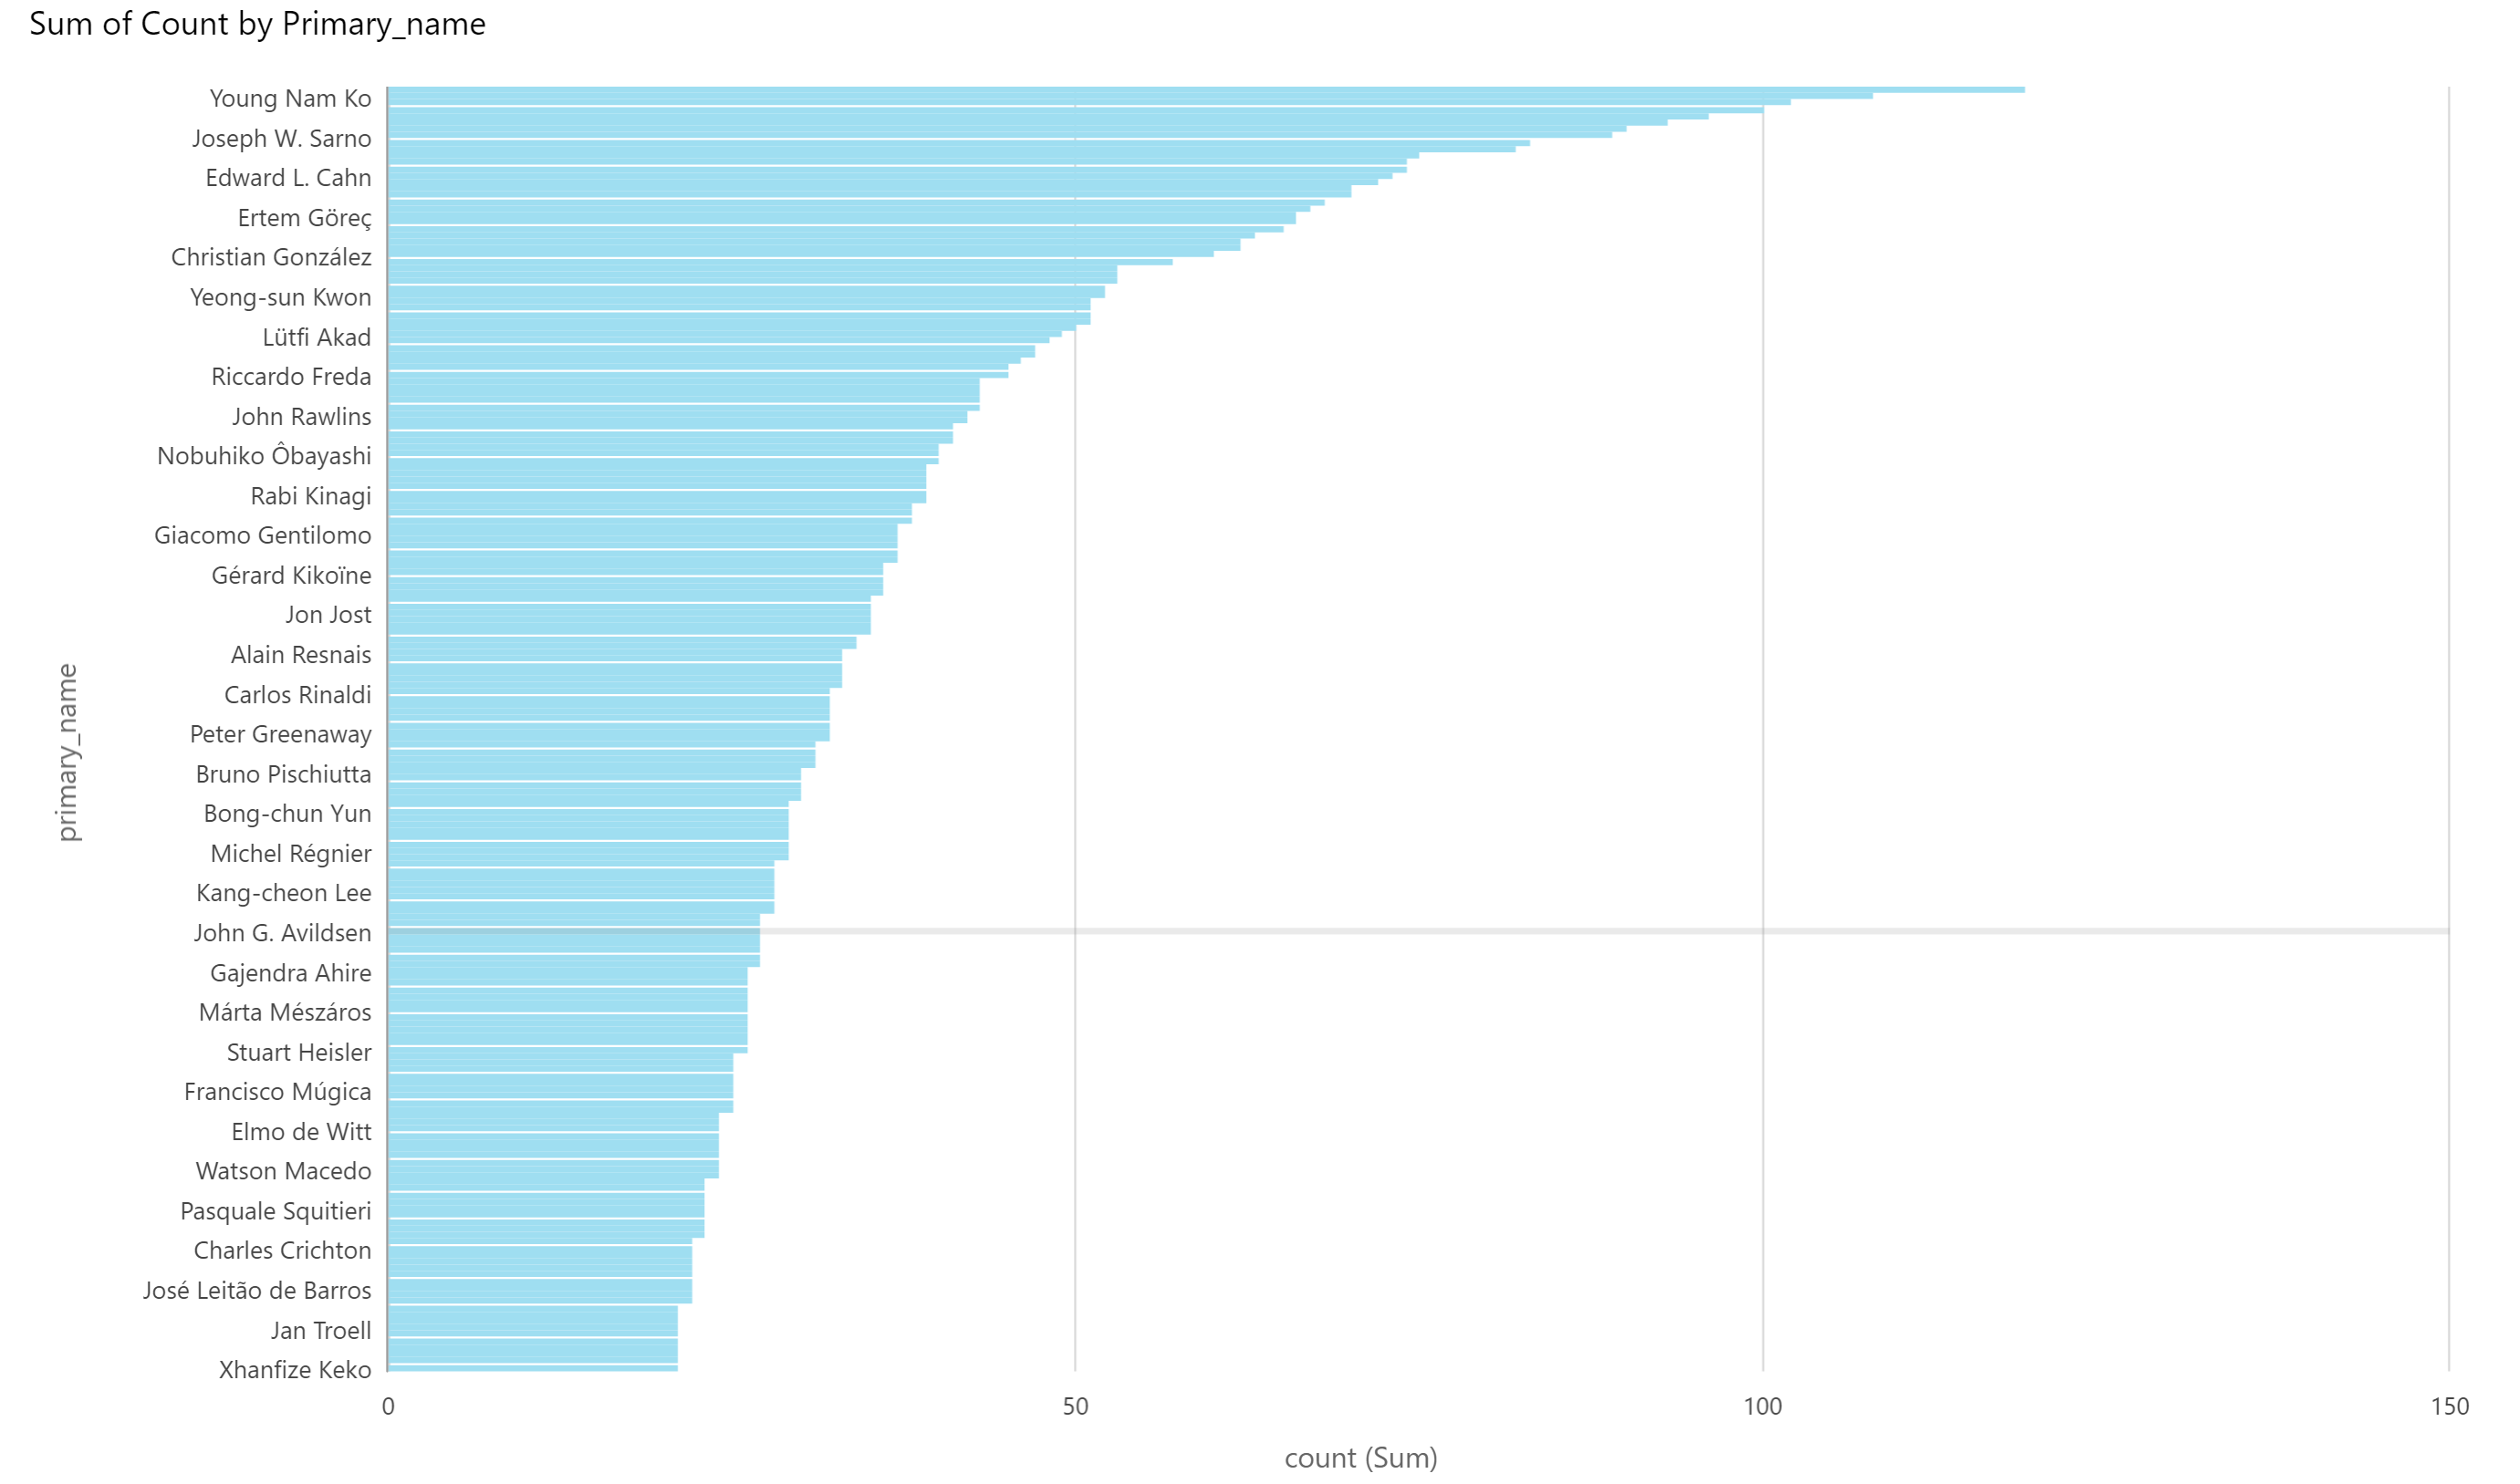 Sum of Count by Primary_name
Young Nam Ko
Joseph W. Sarno
Edward L. Cahn
Ertem Göreç
Christian González
Yeong-sun Kwon
Lütfi Akad
Riccardo Freda
John Rawlins
Nobuhiko Ôbayashi
Rabi Kinagi
Giacomo Gentilomo
Gérard Kikoïne
Jon Jost
Alain Resnais
Carlos Rinaldi
Peter Greenaway
Bruno Pischiutta
Bong-chun Yun
Michel Régnier
Kang-cheon Lee
John G. Avildsen
Gajendra Ahire
Márta Mészáros
Stuart Heisler
Francisco Múgica
Elmo de Witt
Watson Macedo
Pasquale Squitieri
Charles Crichton
José Leitão de Barros
Jan Troell
Xhanfize Keko
primary_name
0 50 100 150
count (Sum)